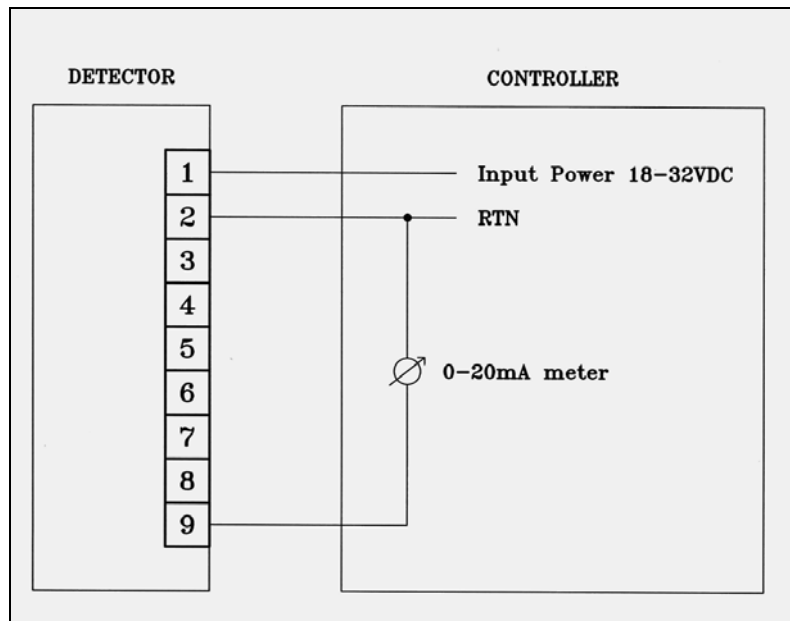 DETECTOR
CONTROLLER
1
Input Power 18-32VDC
2
RTN
3
4
5
0-20mA meter
6
7
8
9